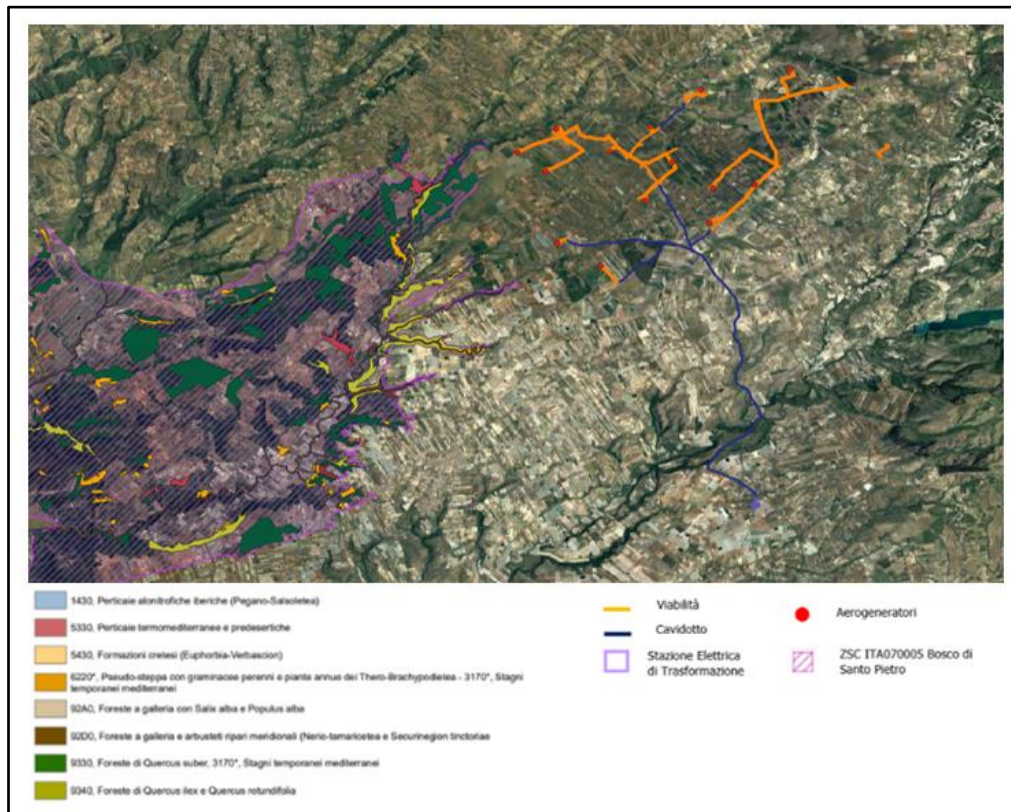 1430, Perticaie alonitrofiche iberiche (Pegano-Salsoletea)
5330, Perticaie termomediterranee e predesertiche
5430, Formazioni cretesi (Euphorbia-Verbascion)
6220*, Pseudo-steppa con graminacee perenni e piante annue dei Thero-Brachypodietea - 3170*, Stagni
temporanei mediterranei
92A0, Foreste a galleria con Salix alba e Populus alba
92D0, Foreste a galleria e arbusteti ripari meridionali (Nerio-tamaricetea e Securinegion tinctoriae
9330, Foreste di Quercus suber, 3170*, Stagni temporanei mediterranei
9340, Foreste di Quercus ilex e Quercus rotundifolia
Viabilità
Cavidotto
Stazione Elettrica
di Trasformazione
Aerogeneratori
ZSC ITA070005 Bosco di
Santo Pietro